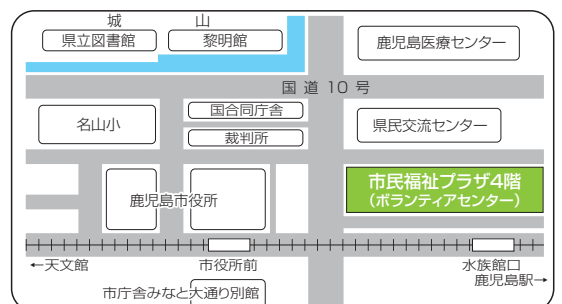 城 山
県立図書館
黎明館
鹿児島医療センター
国道10号
名山小
国合同庁舎
裁判所
県民交流センター
鹿児島市役所
市民福祉プラザ4階
（ボランティアセンター）
←天文館
市役所前
水族館口
鹿児島駅→
市庁舎みなと大通り別館